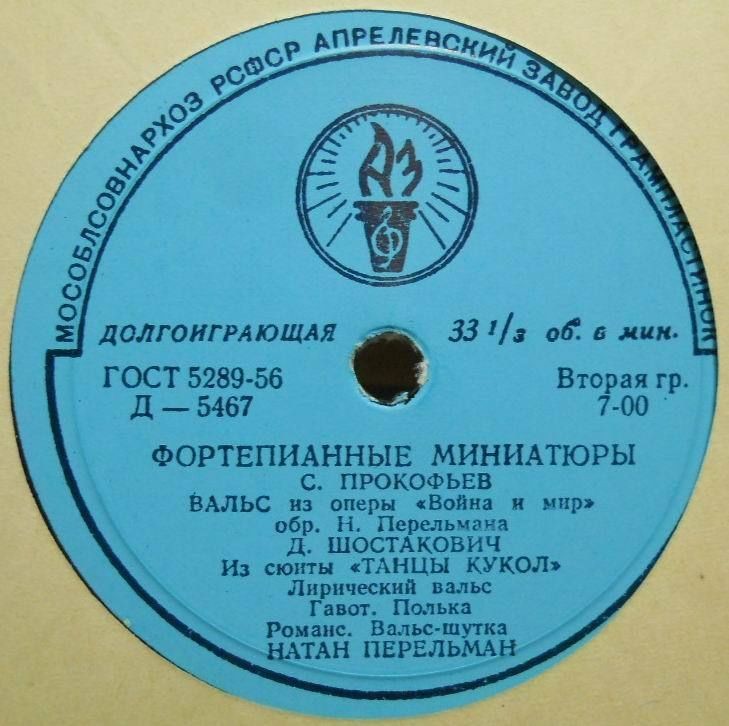 МОСОБЛСОВНАРХОЗ РСФСР АПРЕЛЕВСКИЙ ЗАВОД ГРАМПЛАСТИНОК
АЗ
ДОЛГОИГРАЮЩАЯ 33 1/3 об. в мин.
ГОСТ 5289-56 Вторая гр.
Д — 5467 7-00
ФОРТЕПИАННЫЕ МИНИАТЮРЫ
С. ПРОКОФЬЕВ
ВАЛЬС из оперы «Война и мир»
обр. Н. Перельмана
Д. ШОСТАКОВИЧ
Из сюиты «ТАНЦЫ КУКОЛ»
Лирический вальс
Гавот. Полька
Романс. Вальс-шутка
НАТАН ПЕРЕЛЬМАН